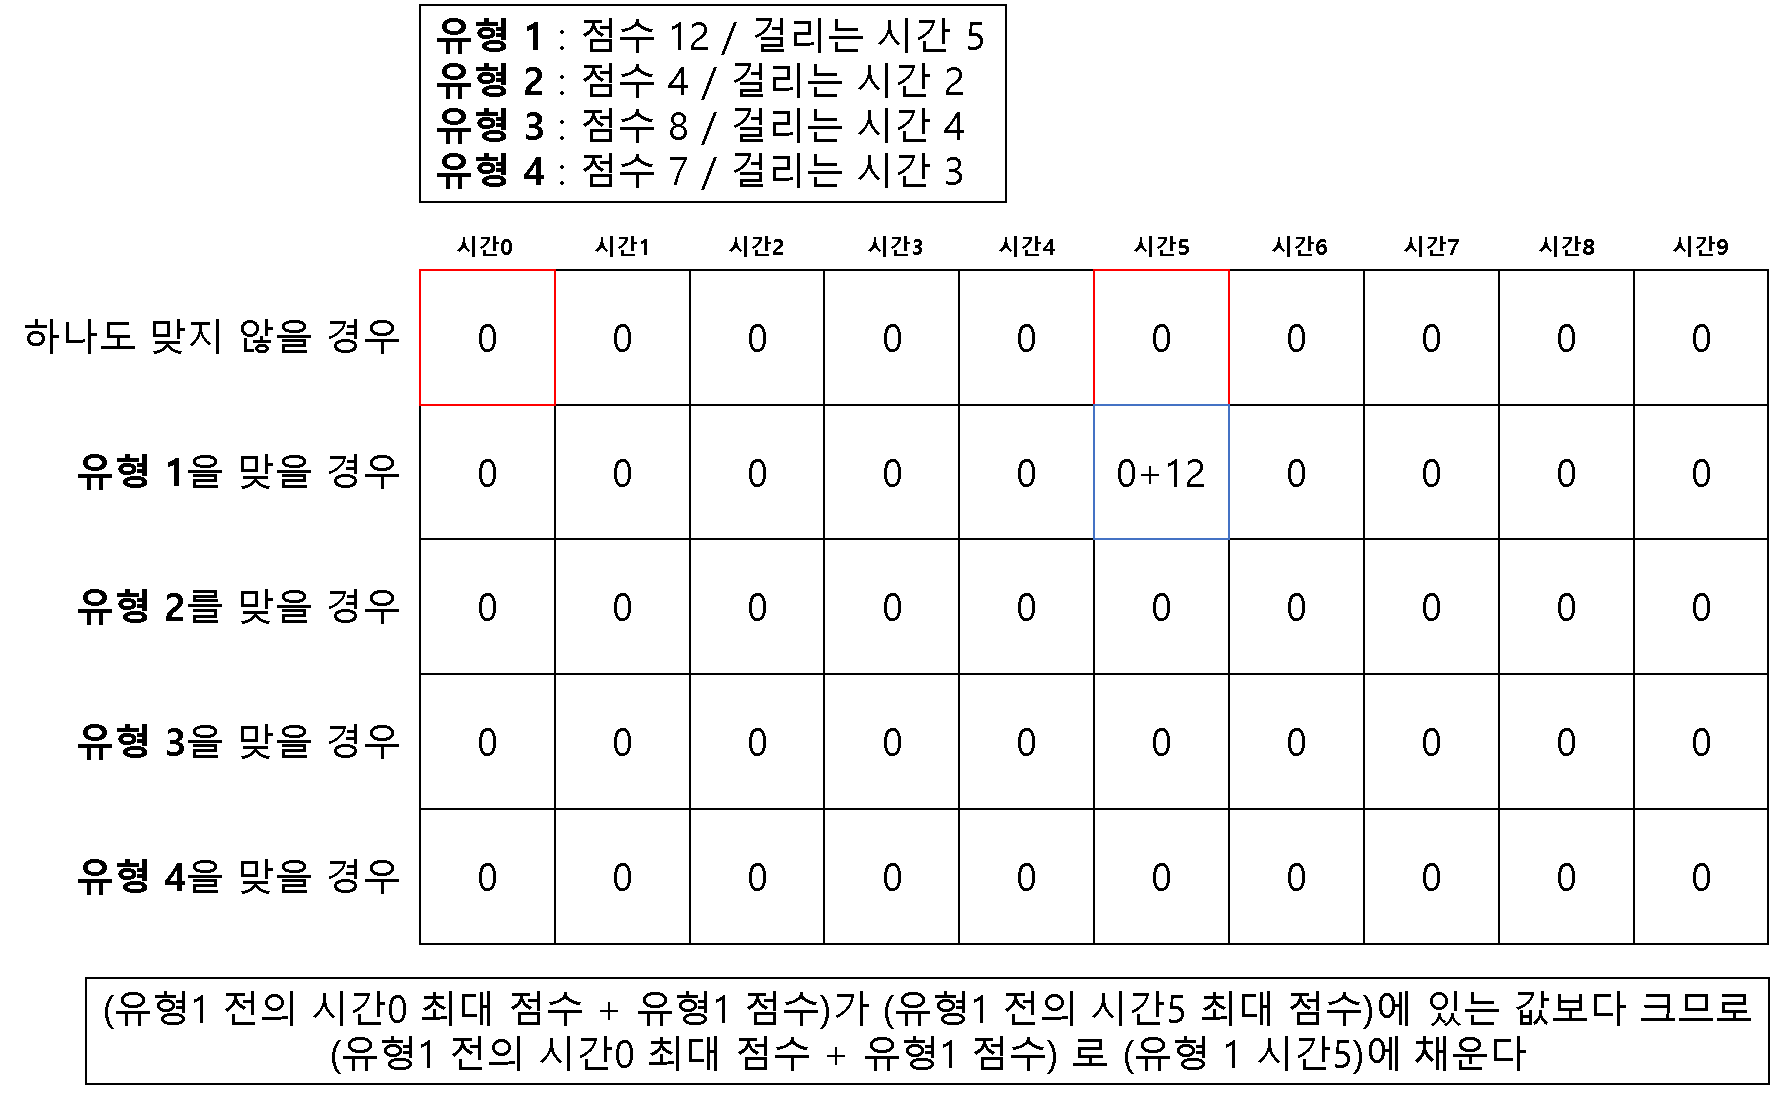 유형 1 : 점수 12 / 걸리는 시간 5
유형 2 : 점수 4 / 걸리는 시간 2
유형 3 : 점수 8 / 걸리는 시간 4
유형 4 : 점수 7 / 걸리는 시간 3
시간0 시간1 시간2 시간3 시간4 시간5 시간6 시간7 시간8 시간9
하나도 맞지 않을 경우 0 0 0 0 0 0 0 0 0 0
유형 1을 맞을 경우 0 0 0 0 0 0+12 0 0 0 0
유형 2를 맞을 경우 0 0 0 0 0 0 0 0 0 0
유형 3을 맞을 경우 0 0 0 0 0 0 0 0 0 0
유형 4을 맞을 경우 0 0 0 0 0 0 0 0 0 0
(유형1 전의 시간0 최대 점수 + 유형1 점수)가 (유형1 전의 시간5 최대 점수)에 있는 값보다 크므로
(유형1 전의 시간0 최대 점수 + 유형1 점수) 로 (유형 1 시간5)에 채운다